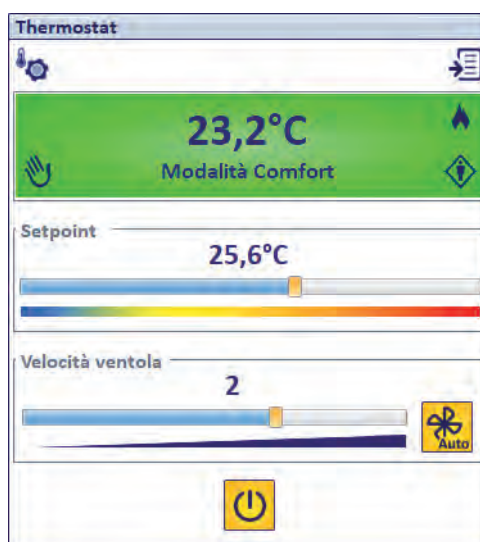 Thermostat
23,2°C
Modalità Comfort
Setpoint
25,6°C
Velocità ventola
2
Auto